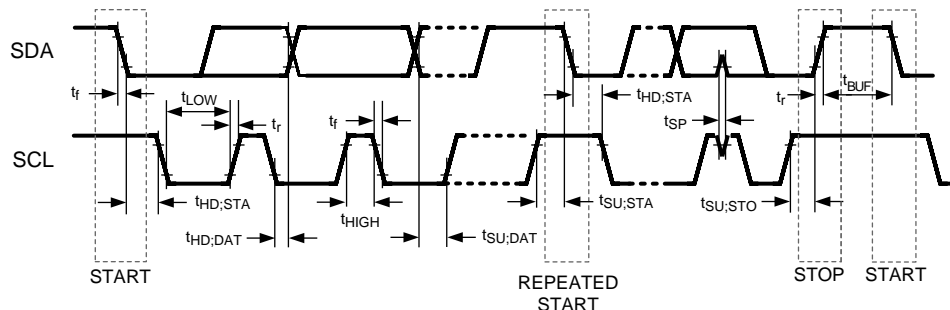 SDA
t_f
t_LOW
t_r
t_f
t_HD;STA
t_SP
t_r
t_BUF
SCL
t_HD;STA
t_HD;DAT
t_HIGH
t_SU;DAT
t_SU;STA
t_SU;STO
START
REPEATED
START
STOP
START